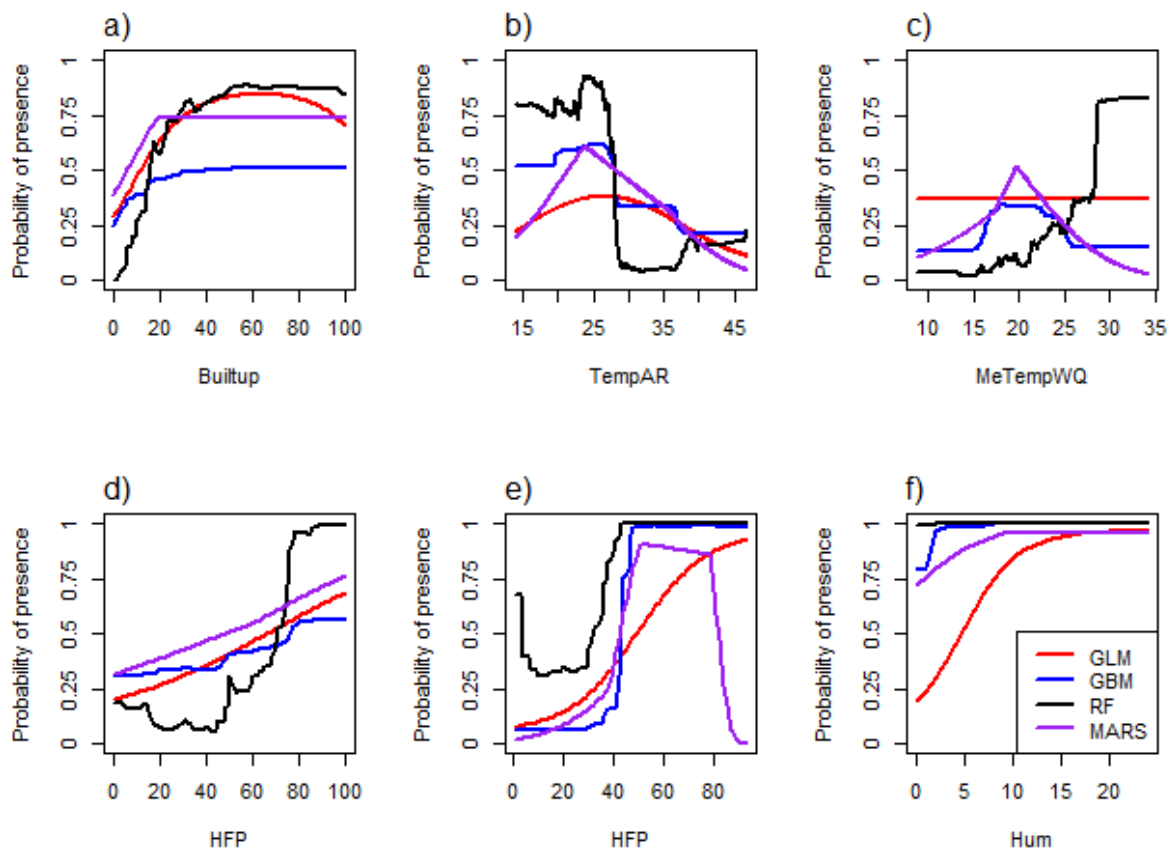 a)
Probability of presence
0 0.25 0.5 0.75 1
0 20 40 60 80 100
Builtup
b)
Probability of presence
0 0.25 0.5 0.75 1
15 25 35 45
TempAR
c)
Probability of presence
0 0.25 0.5 0.75 1
10 15 20 25 30 35
MeTempWQ
d)
Probability of presence
0 0.25 0.5 0.75 1
0 20 40 60 80 100
HFP
e)
Probability of presence
0 0.25 0.5 0.75 1
0 20 40 60 80
HFP
f)
Probability of presence
0 0.25 0.5 0.75 1
0 5 10 15 20
Hum
GLM
GBM
RF
MARS